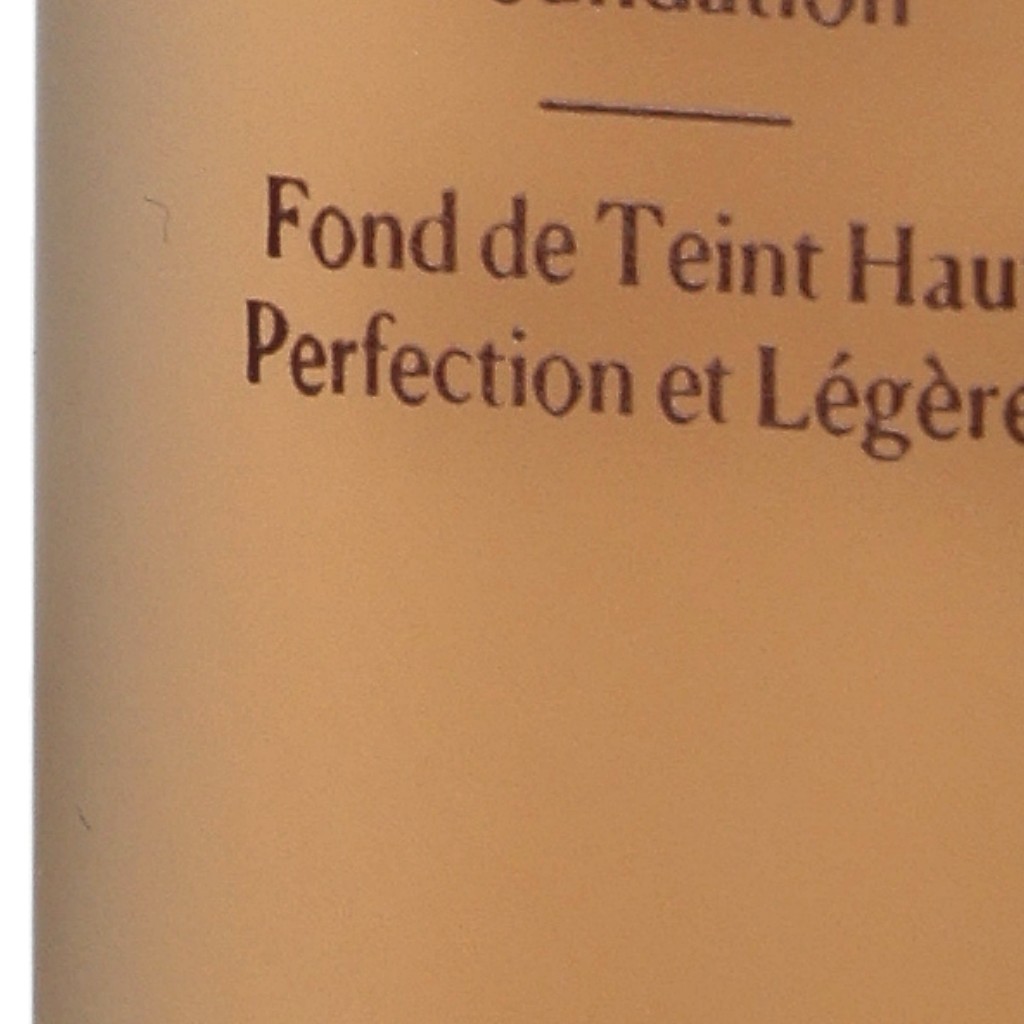 Fond de Teint Hau
Perfection et Légère